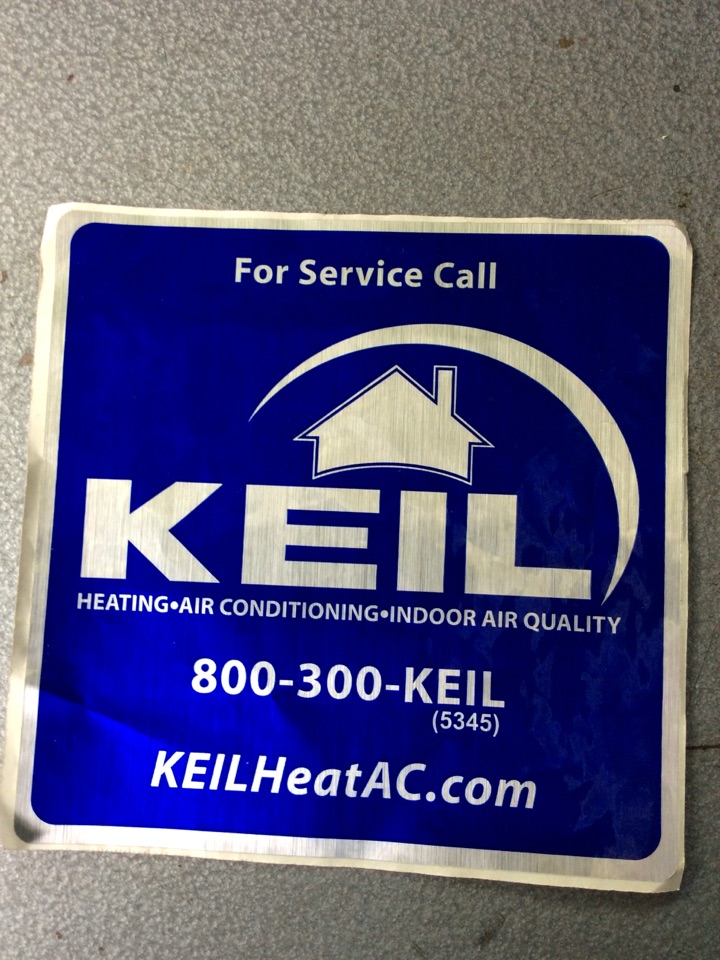 For Service Call
KEIL
HEATING•AIR CONDITIONING•INDOOR AIR QUALITY
800-300-KEIL
(5345)
KEILHeatAC.com